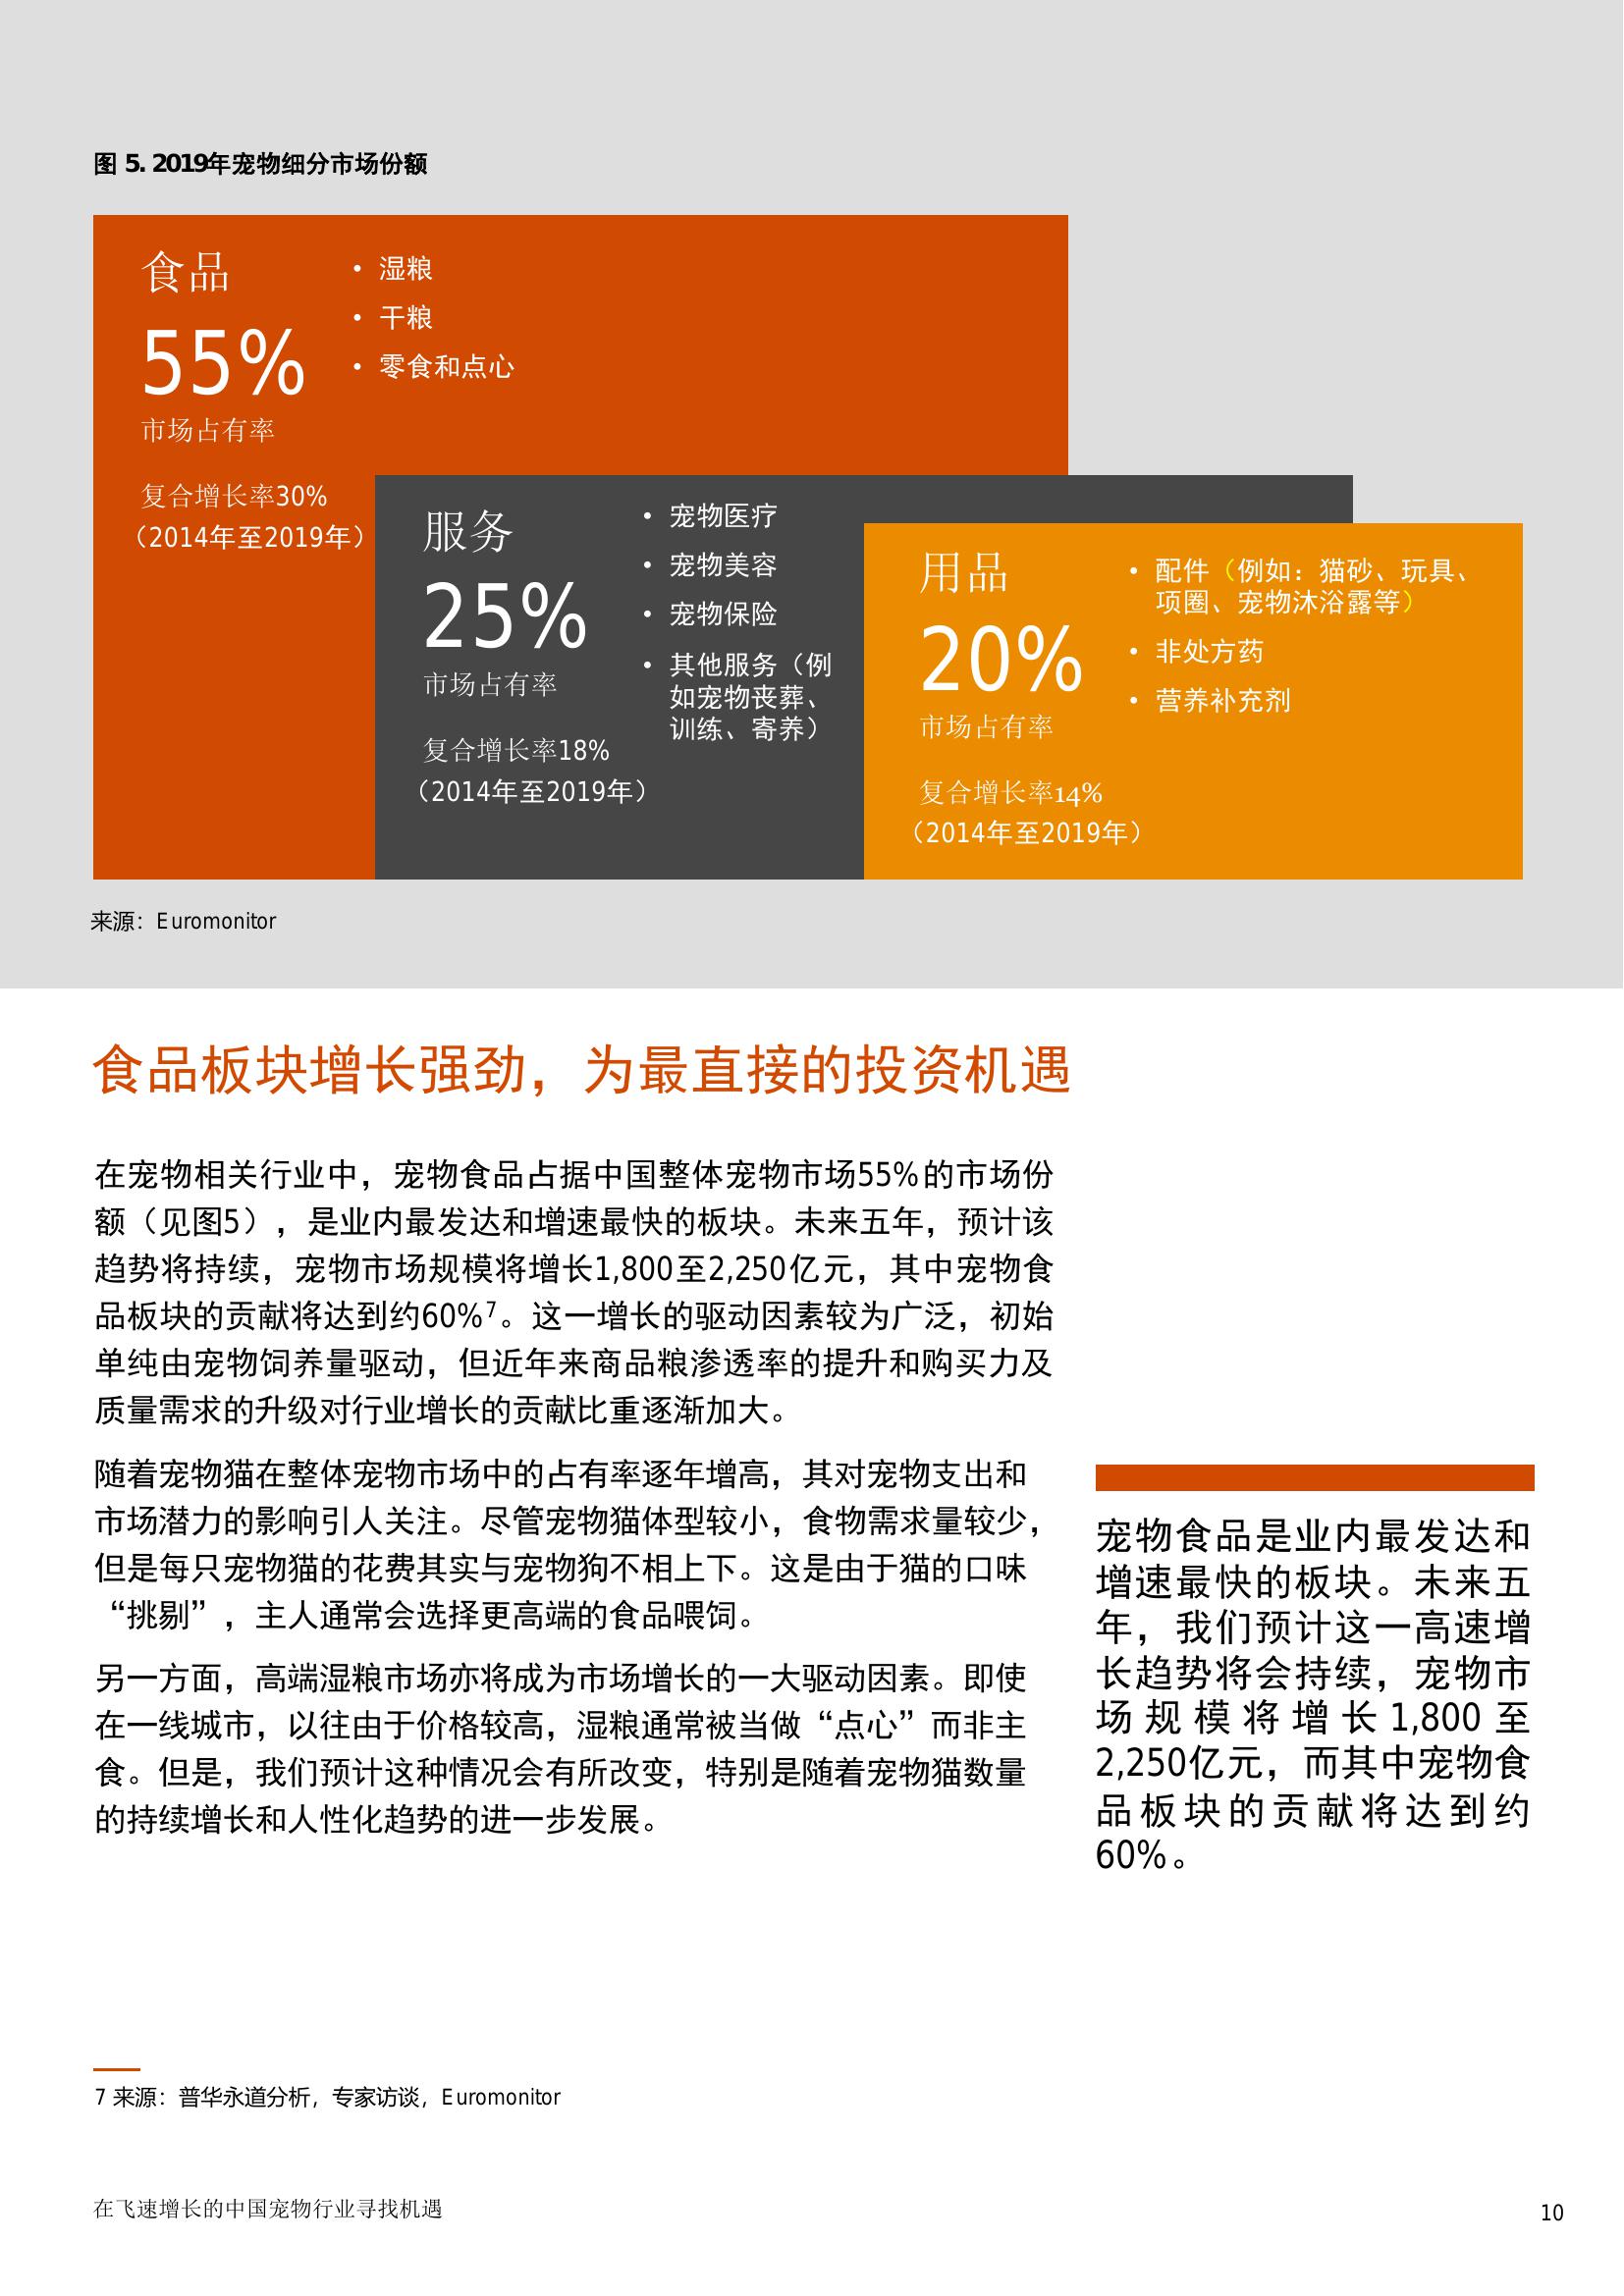 图 5. 2019年宠物细分市场份额
食品
55%
市场占有率
复合增长率30%
（2014年至2019年）
• 湿粮
• 干粮
• 零食和点心
服务
25%
市场占有率
复合增长率18%
（2014年至2019年）
• 宠物医疗
• 宠物美容
• 宠物保险
• 其他服务（例
如宠物丧葬、
训练、寄养）
用品
20%
市场占有率
复合增长率14%
（2014年至2019年）
• 配件（例如：猫砂、玩具、
项圈、宠物沐浴露等）
• 非处方药
• 营养补充剂
来源：Euromonitor
食品板块增长强劲，为最直接的投资机遇
在宠物相关行业中，宠物食品占据中国整体宠物市场55%的市场份
额（见图5），是业内最发达和增速最快的板块。未来五年，预计该
趋势将持续，宠物市场规模将增长1,800至2,250亿元，其中宠物食
品板块的贡献将达到约60%⁷。这一增长的驱动因素较为广泛，初始
单纯由宠物饲养量驱动，但近年来商品粮渗透率的提升和购买力及
质量需求的升级对行业增长的贡献比重逐渐加大。
随着宠物猫在整体宠物市场中的占有率逐年增高，其对宠物支出和
市场潜力的影响引人关注。尽管宠物猫体型较小，食物需求量较少，
但是每只宠物猫的花费其实与宠物狗不相上下。这是由于猫的口味
“挑剔”，主人通常会选择更高端的食品喂饲。
另一方面，高端湿粮市场亦将成为市场增长的一大驱动因素。即使
在一线城市，以往由于价格较高，湿粮通常被当做“点心”而非主
食。但是，我们预计这种情况会有所改变，特别是随着宠物猫数量
的持续增长和人性化趋势的进一步发展。
宠物食品是业内最发达和
增速最快的板块。未来五
年，我们预计这一高速增
长趋势将会持续，宠物市
场规模将增长1,800至
2,250亿元，而其中宠物食
品板块的贡献将达到约
60%。
7 来源：普华永道分析，专家访谈，Euromonitor
在飞速增长的中国宠物行业寻找机遇
10